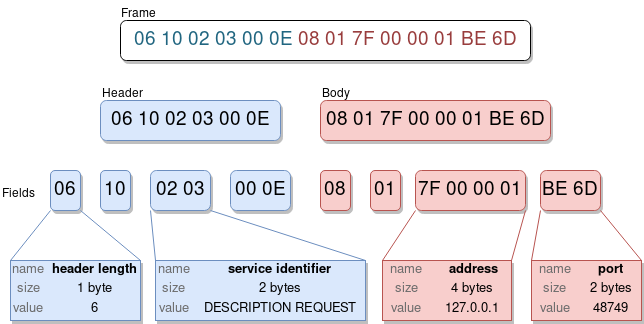 Frame
06 10 02 03 00 0E 08 01 7F 00 00 01 BE 6D
Header
Body
06 10 02 03 00 0E
08 01 7F 00 00 01 BE 6D
Fields
06
10
02 03
00 0E
08
01
7F 00 00 01
BE 6D
name header length
size 1 byte
value 6
name service identifier
size 2 bytes
value DESCRIPTION REQUEST
name address
size 4 bytes
value 127.0.0.1
name port
size 2 bytes
value 48749